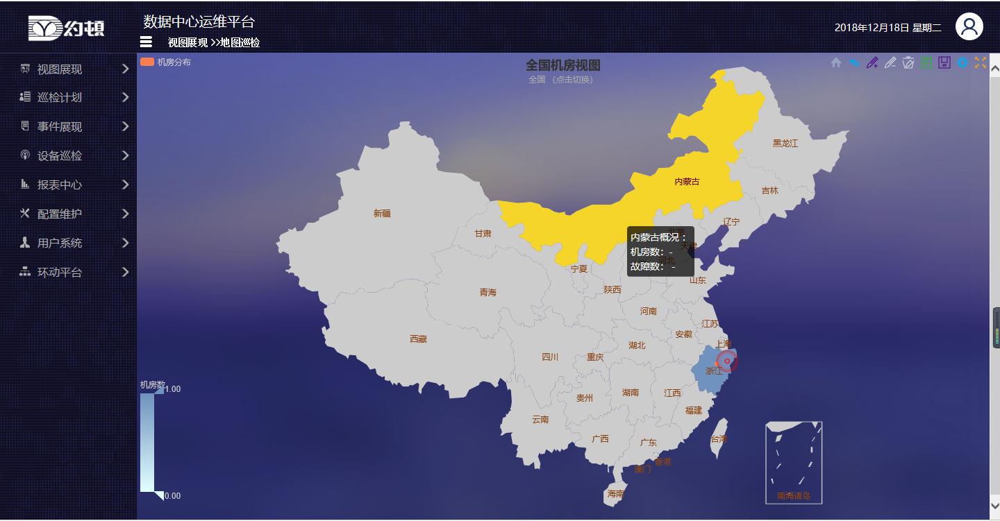 约顿
数据中心运维平台
视图展现 >>地图巡检
2018年12月18日 星期二
视图展现
巡检计划
事件展现
设备巡检
报表中心
配置维护
用户系统
环动平台
机房分布
全国机房视图
全国 (点击切换)
黑龙江
内蒙古
吉林
新疆
辽宁
甘肃
北京
天津
内蒙古概况：
机房数：-
故障数： -
河北
宁夏
山东
陕西
青海
河南
江苏
安徽
西藏
上海
湖北
四川
重庆
浙江
机房数
1.00
湖南
江西
贵州
福建
云南
广西
广东
台湾
香港
澳门
海南
南海诸岛
0.00